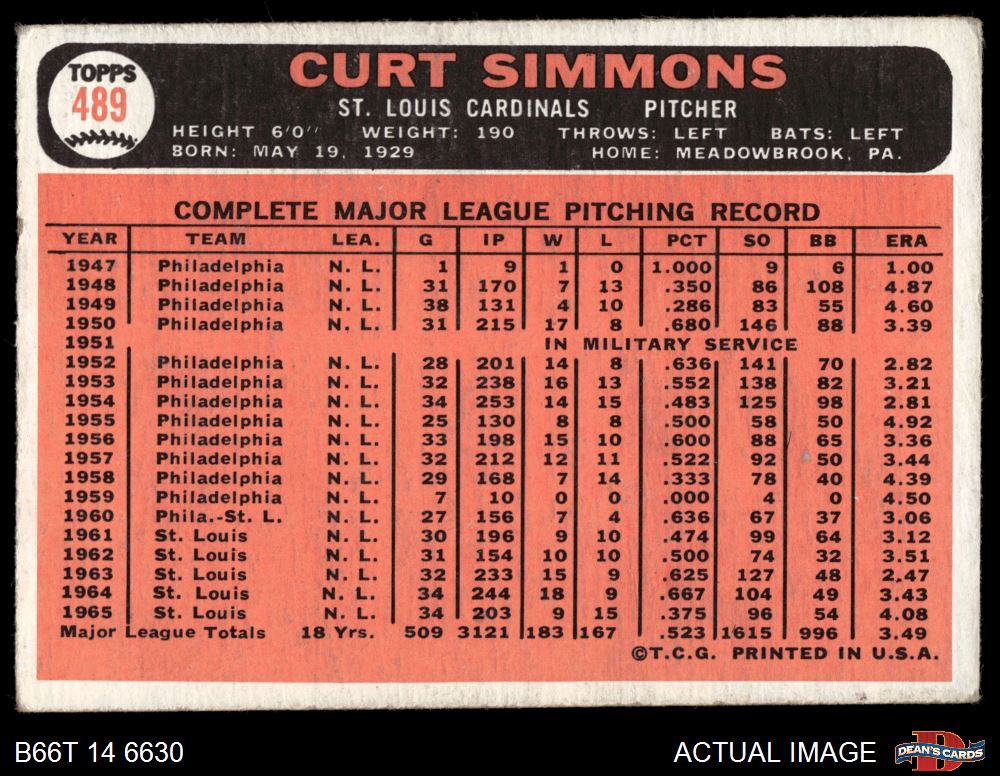 TOPPS
489
CURT SIMMONS
ST. LOUIS CARDINALS PITCHER
HEIGHT 6'0" WEIGHT: 190 THROWS: LEFT BATS: LEFT
BORN: MAY 19, 1929 HOME: MEADOWBROOK, PA.
COMPLETE MAJOR LEAGUE PITCHING RECORD
YEAR TEAM LEA. G IP W L PCT SO BB ERA
1947 Philadelphia N. L. 1 9 1 0 1.000 9 6 1.00
1948 Philadelphia N. L. 31 170 7 13 .350 86 108 4.87
1949 Philadelphia N. L. 38 131 4 10 .286 83 55 4.60
1950 Philadelphia N. L. 31 215 17 8 .680 146 88 3.39
1951 IN MILITARY SERVICE
1952 Philadelphia N. L. 28 201 14 8 .636 141 70 2.82
1953 Philadelphia N. L. 32 238 16 13 .552 138 82 3.21
1954 Philadelphia N. L. 34 253 14 15 .483 125 98 2.81
1955 Philadelphia N. L. 25 130 8 8 .500 58 50 4.92
1956 Philadelphia N. L. 33 198 15 10 .600 88 65 3.36
1957 Philadelphia N. L. 32 212 12 11 .522 92 50 3.44
1958 Philadelphia N. L. 29 168 7 14 .333 78 40 4.39
1959 Philadelphia N. L. 7 10 0 0 .000 4 0 4.50
1960 Phila.-St. L. N. L. 27 156 7 4 .636 67 37 3.06
1961 St. Louis N. L. 30 196 9 10 .474 99 64 3.12
1962 St. Louis N. L. 31 154 10 10 .500 74 32 3.51
1963 St. Louis N. L. 32 233 15 9 .625 127 48 2.47
1964 St. Louis N. L. 34 244 18 9 .667 104 49 3.43
1965 St. Louis N. L. 34 203 9 15 .375 96 54 4.08
Major League Totals 18 Yrs. 509 3121 183 167 .523 1615 996 3.49
©T.C.G. PRINTED IN U.S.A.
B66T 14 6630 ACTUAL IMAGE DEAN'S CARDS